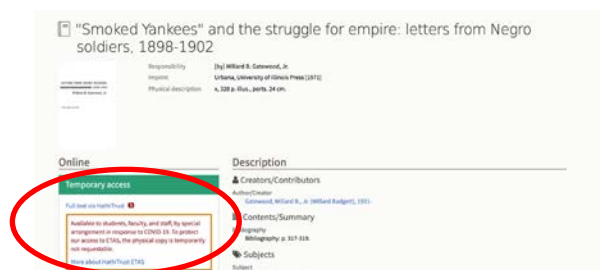 "Smoked Yankees" and the struggle for empire: letters from Negro
soldiers, 1898-1902
Responsibility [by] Willard B. Gatewood, Jr.
Imprint Urbana, University of Illinois Press [1971]
Physical description x, 328 p. illus., ports. 24 cm.
Online
Temporary access
Full text via HathiTrust
Available to students, faculty, and staff, by special
arrangement in response to COVID-19. To protect
our access to ETAS, the physical copy is temporarily
not requestable.
More about HathiTrust ETAS
Description
Creators/Contributors
Author/Creator
Gatewood, Willard B., Jr. (Willard Badget), 1931-
Contents/Summary
Bibliography
Bibliography: p. 317-319.
Subjects
Subject